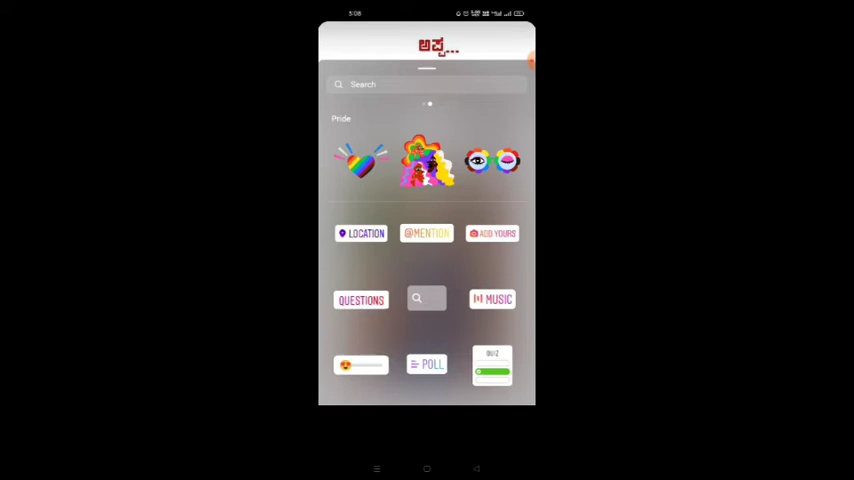 5:08
ಅಪ್ಪ...
Search
Pride
LOCATION
@MENTION
ADD YOURS
QUESTIONS
MUSIC
POLL
QUIZ